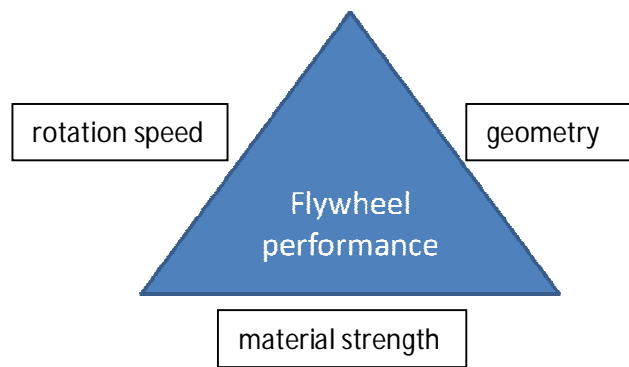 rotation speed
geometry
Flywheel
performance
material strength